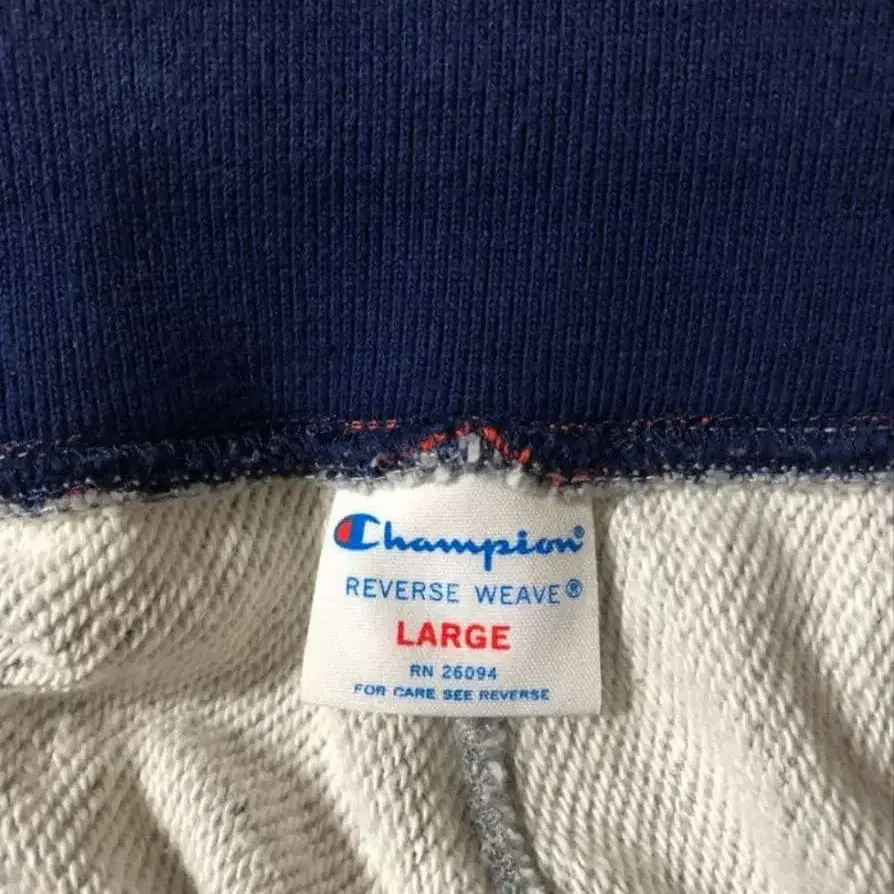 Champion®
REVERSE WEAVE®
LARGE
RN 26094
FOR CARE SEE REVERSE